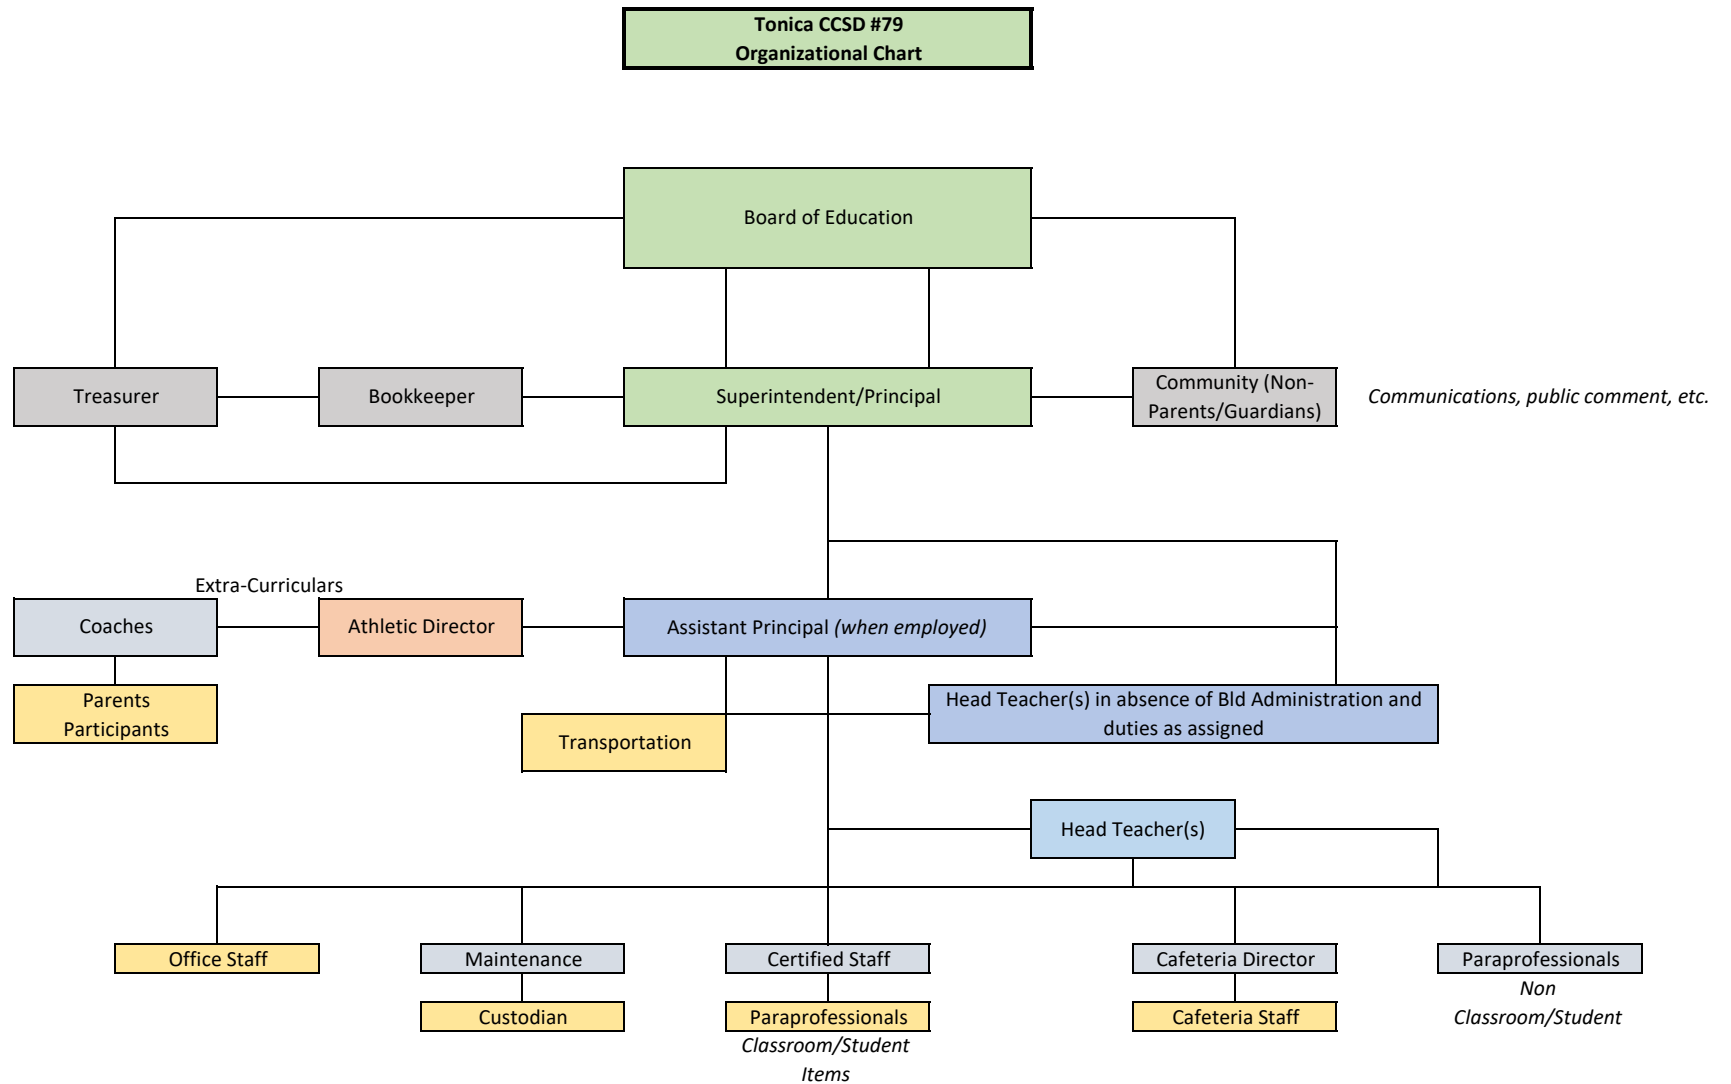 Tonica CCSD #79
Organizational Chart
Board of Education
Treasurer
Bookkeeper
Superintendent/Principal
Community (Non-
Parents/Guardians)
Communications, public comment, etc.
Extra-Curriculars
Coaches
Athletic Director
Assistant Principal (when employed)
Parents
Participants
Transportation
Head Teacher(s) in absence of Bld Administration and
duties as assigned
Head Teacher(s)
Office Staff
Maintenance
Certified Staff
Cafeteria Director
Paraprofessionals
Non
Classroom/Student
Custodian
Paraprofessionals
Classroom/Student
Items
Cafeteria Staff